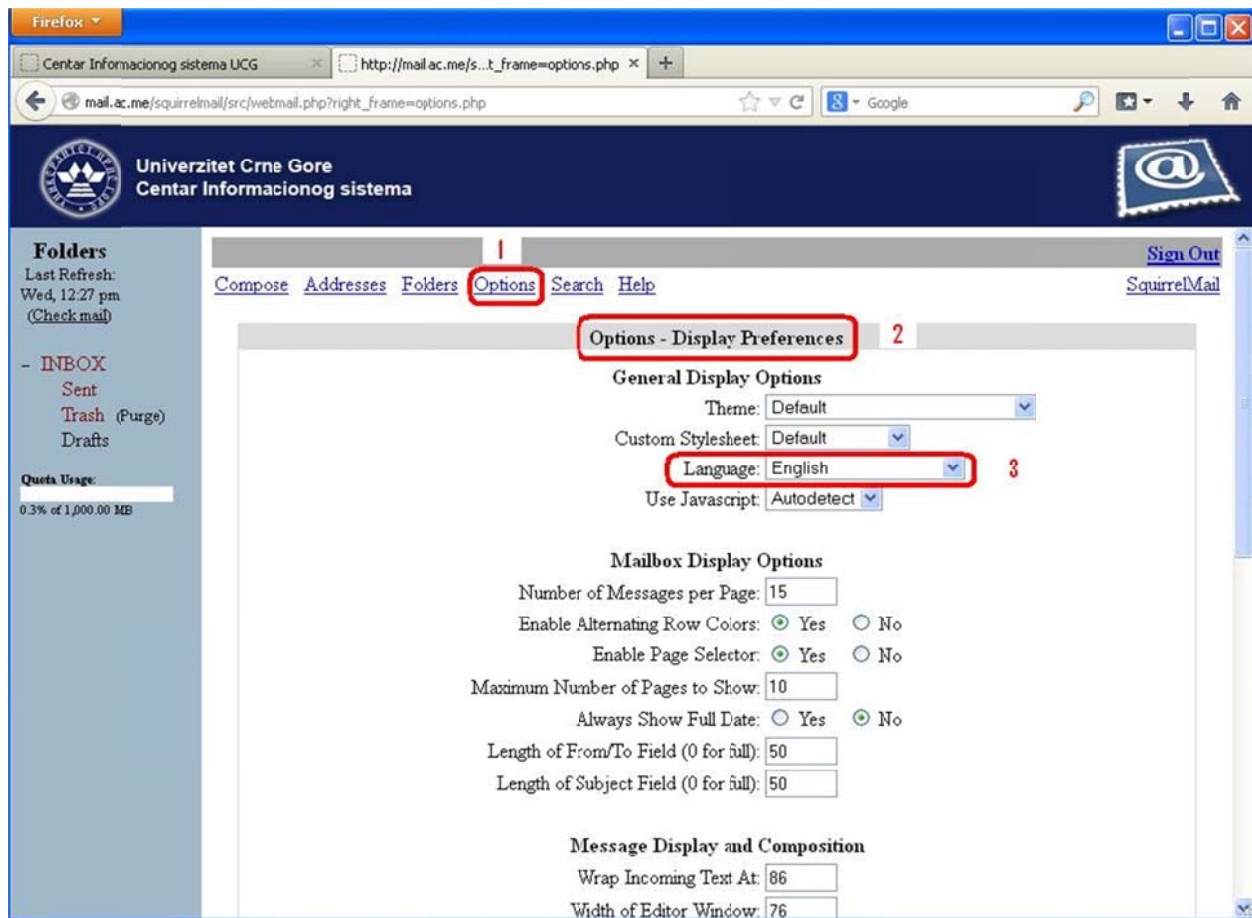 Firefox
Centar Informacionog sistema UCG
http://mail.ac.me/s...t_frame=options.php
mail.ac.me/squirrelmail/src/webmail.php?right_frame=options.php
Google
Univerzitet Crne Gore
Centar Informacionog sistema
Folders
Last Refresh:
Wed, 12:27 pm
(Check mail)
- INBOX
Sent
Trash (Purge)
Drafts
Quota Usage:
0.3% of 1,000.00 MB
1
Sign Out
Compose Addresses Folders Options Search Help SquirrelMail
Options - Display Preferences 2
General Display Options
Theme: Default
Custom Stylesheet: Default
Language: English 3
Use Javascript: Autodetect
Mailbox Display Options
Number of Messages per Page: 15
Enable Alternating Row Colors: Yes No
Enable Page Selector: Yes No
Maximum Number of Pages to Show: 10
Always Show Full Date: Yes No
Length of From/To Field (0 for full): 50
Length of Subject Field (0 for full): 50
Message Display and Composition
Wrap Incoming Text At: 86
Width of Editor Window: 76